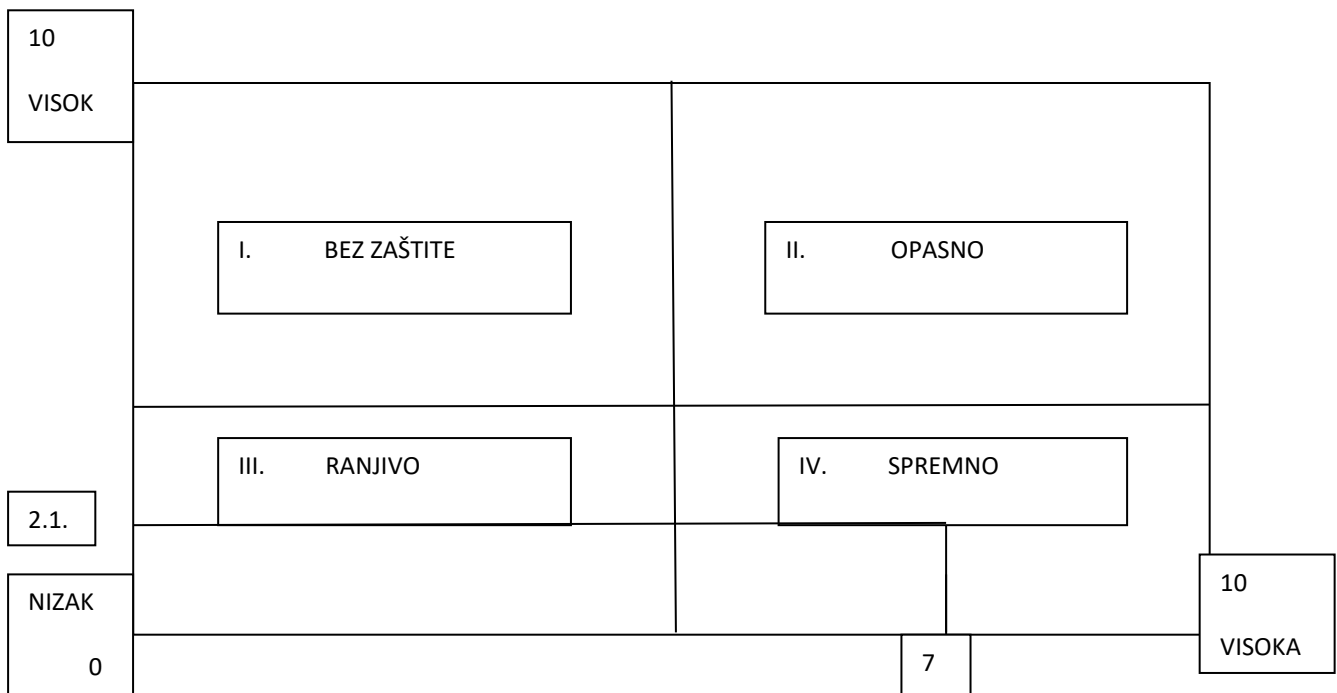 10
VISOK
I. BEZ ZAŠTITE
II. OPASNO
III. RANJIVO
IV. SPREMNO
2.1.
NIZAK
0
7
10
VISOKA